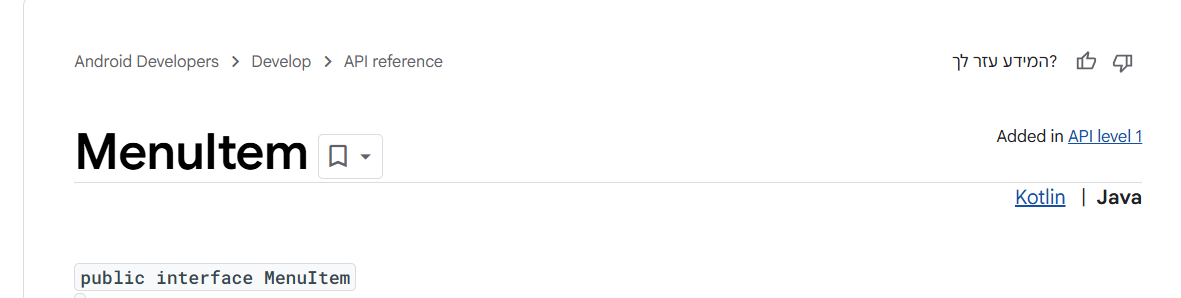 Android Developers > Develop > API reference
המידע עזר לך?
MenuItem
Added in API level 1
Kotlin | Java
public interface MenuItem